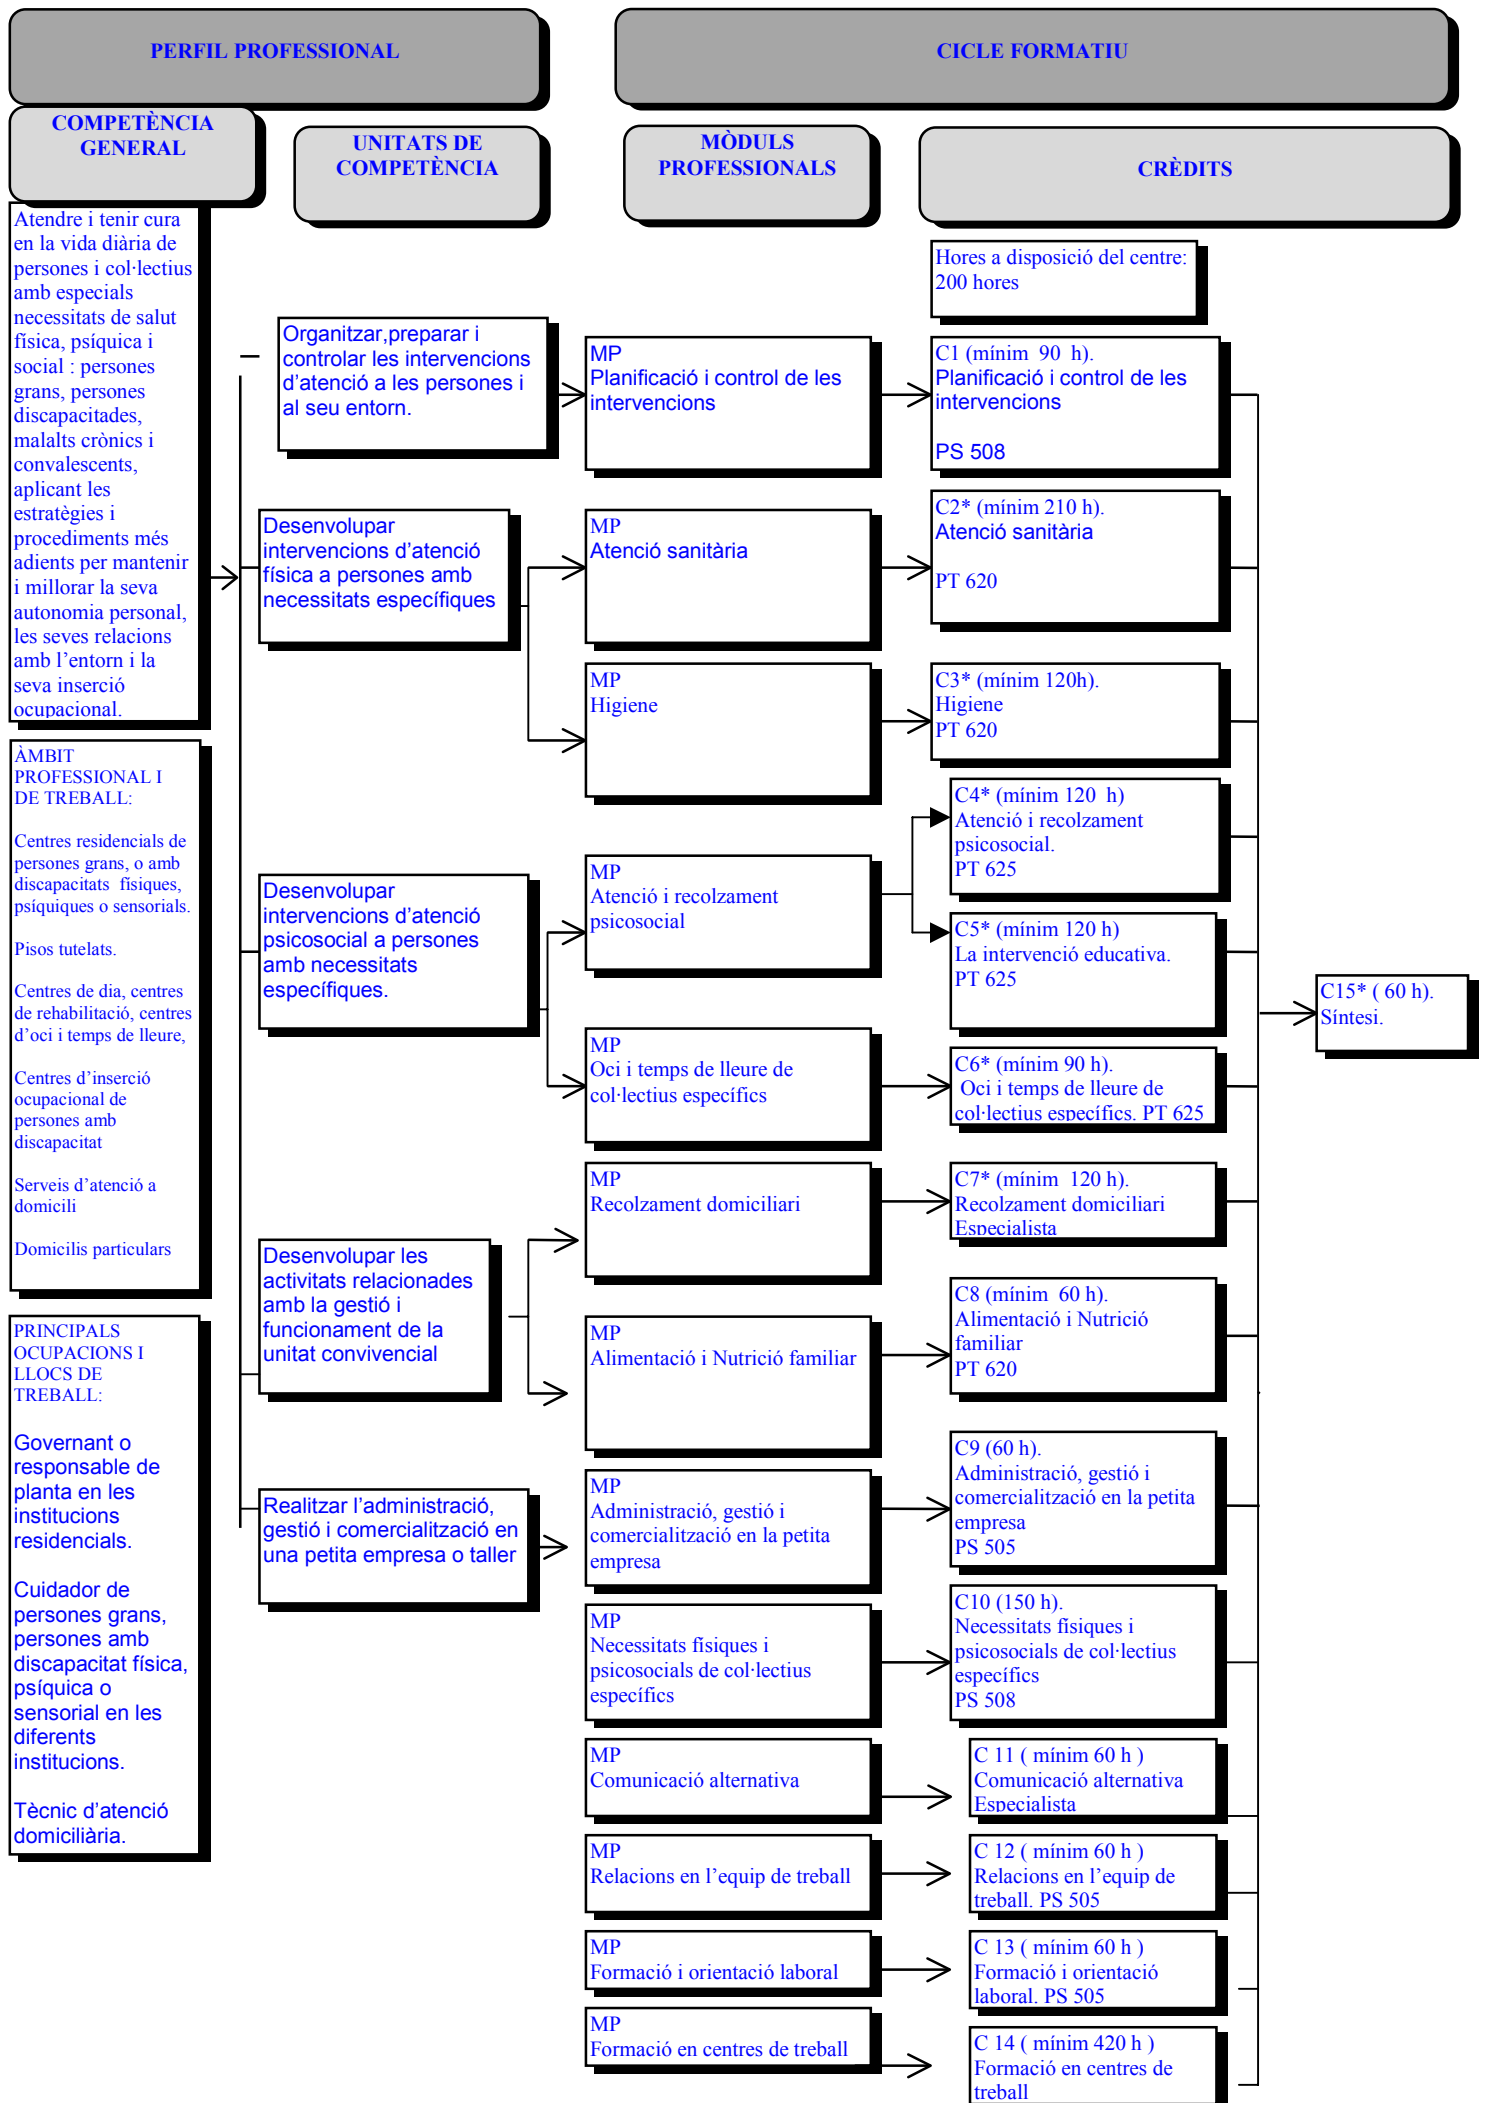 PERFIL PROFESSIONAL
CICLE FORMATIU
COMPETÈNCIA
GENERAL
UNITATS DE
COMPETÈNCIA
MÒDULS
PROFESSIONALS
CRÈDITS
Atendre i tenir cura
en la vida diària de
persones i col·lectius
amb especials
necessitats de salut
física, psíquica i
social : persones
grans, persones
discapacitades,
malalts crònics i
convalescents,
aplicant les
estratègies i
procediments més
adients per mantenir
i millorar la seva
autonomia personal,
les seves relacions
amb l’entorn i la
seva inserció
ocupacional.
ÀMBIT
PROFESSIONAL I
DE TREBALL:
Centres residencials de
persones grans, o amb
discapacitats físiques,
psíquiques o sensorials.
Pisos tutelats.
Centres de dia, centres
de rehabilitació, centres
d’oci i temps de lleure,
Centres d’inserció
ocupacional de
persones amb
discapacitat
Serveis d’atenció a
domicili
Domicilis particulars
PRINCIPALS
OCUPACIONS I
LLOCS DE
TREBALL:
Governant o
responsable de
planta en les
institucions
residencials.
Cuidador de
persones grans,
persones amb
discapacitat física,
psíquica o
sensorial en les
diferents
institucions.
Tècnic d’atenció
domiciliària.
Organitzar,preparar i
controlar les intervencions
d’atenció a les persones i
al seu entorn.
Desenvolupar
intervencions d’atenció
física a persones amb
necessitats específiques
Desenvolupar
intervencions d’atenció
psicosocial a persones
amb necessitats
específiques.
Desenvolupar les
activitats relacionades
amb la gestió i
funcionament de la
unitat convivencial
Realitzar l’administració,
gestió i comercialització en
una petita empresa o taller
MP
Planificació i control de les
intervencions
MP
Atenció sanitària
MP
Higiene
MP
Atenció i recolzament
psicosocial
MP
Oci i temps de lleure de
col·lectius específics
MP
Recolzament domiciliari
MP
Alimentació i Nutrició familiar
MP
Administració, gestió i
comercialització en la petita
empresa
MP
Necessitats físiques i
psicosocials de col·lectius
específics
MP
Comunicació alternativa
MP
Relacions en l’equip de treball
MP
Formació i orientació laboral
MP
Formació en centres de treball
Hores a disposició del centre:
200 hores
C1 (mínim 90 h).
Planificació i control de les
intervencions
PS 508
C2* (mínim 210 h).
Atenció sanitària
PT 620
C3* (mínim 120h).
Higiene
PT 620
C4* (mínim 120 h)
Atenció i recolzament
psicosocial.
PT 625
C5* (mínim 120 h)
La intervenció educativa.
PT 625
C6* (mínim 90 h).
Oci i temps de lleure de
col·lectius específics. PT 625
C7* (mínim 120 h).
Recolzament domiciliari
Especialista
C8 (mínim 60 h).
Alimentació i Nutrició
familiar
PT 620
C9 (60 h).
Administració, gestió i
comercialització en la petita
empresa
PS 505
C10 (150 h).
Necessitats físiques i
psicosocials de col·lectius
específics
PS 508
C 11 ( mínim 60 h )
Comunicació alternativa
Especialista
C 12 ( mínim 60 h )
Relacions en l’equip de
treball. PS 505
C 13 ( mínim 60 h )
Formació i orientació
laboral. PS 505
C 14 ( mínim 420 h )
Formació en centres de
treball
C15* ( 60 h).
Síntesi.